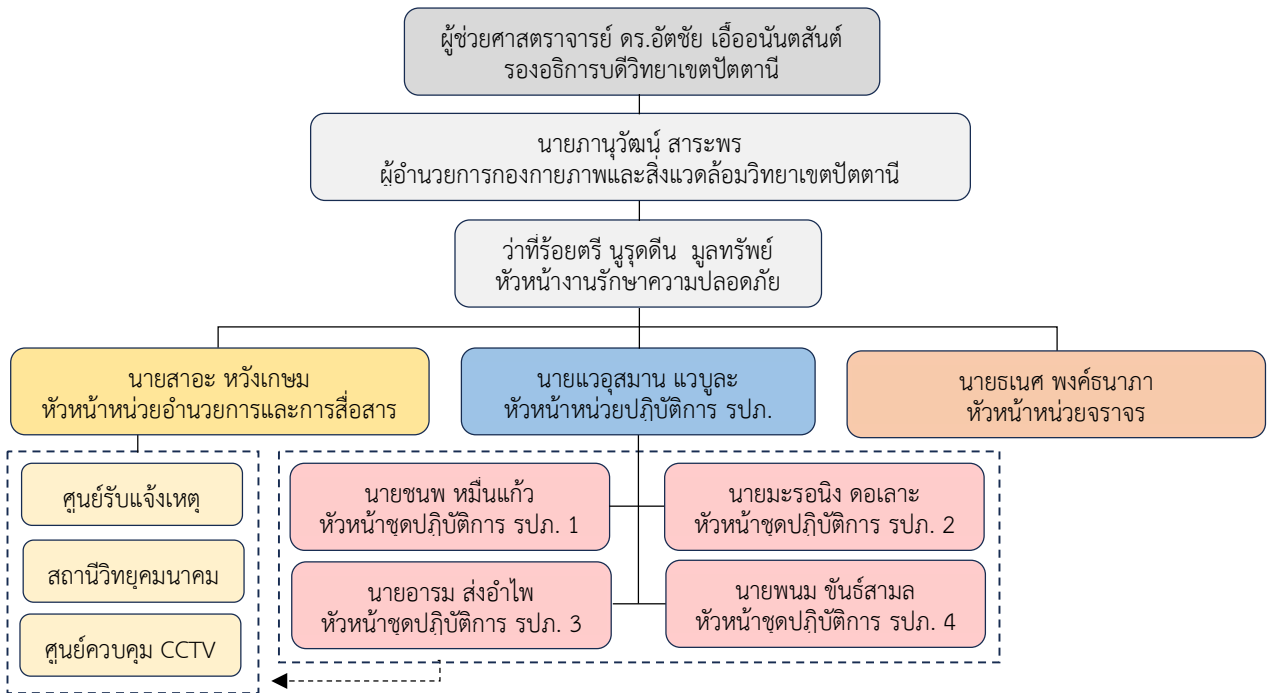 ผู้ช่วยศาสตราจารย์ ดร.อัตชัย เอื้ออนันตสันต์
รองอธิการบดีวิทยาเขตปัตตานี
นายภานุวัฒน์ สาระพร
ผู้อำนวยการกองกายภาพและสิ่งแวดล้อมวิทยาเขตปัตตานี
ว่าที่ร้อยตรี นูรุดดีน มูลทรัพย์
หัวหน้างานรักษาความปลอดภัย
นายสาอะ หวังเกษม
หัวหน้าหน่วยอำนวยการและการสื่อสาร
นายแวอุสมาน แวบูละ
หัวหน้าหน่วยปฏิบัติการ รปภ.
นายธเนศ พงค์ธนาภา
หัวหน้าหน่วยจราจร
ศูนย์รับแจ้งเหตุ
สถานีวิทยุคมนาคม
ศูนย์ควบคุม CCTV
นายชนพ หมื่นแก้ว
หัวหน้าชุดปฏิบัติการ รปภ. 1
นายมะรอนิง ดอเลาะ
หัวหน้าชุดปฏิบัติการ รปภ. 2
นายอารม ส่งอำไพ
หัวหน้าชุดปฏิบัติการ รปภ. 3
นายพนม ขันธ์สามล
หัวหน้าชุดปฏิบัติการ รปภ. 4